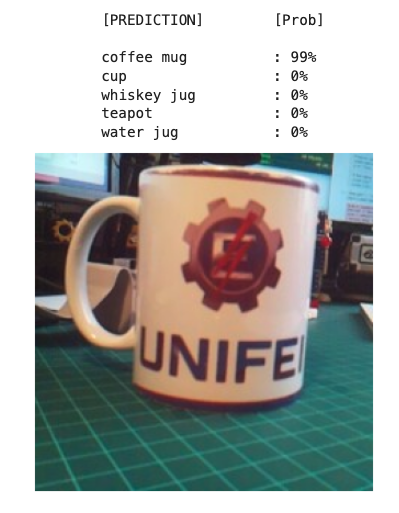 [PREDICTION] [Prob]
coffee mug : 99%
cup : 0%
whiskey jug : 0%
teapot : 0%
water jug : 0%
UNIFEI